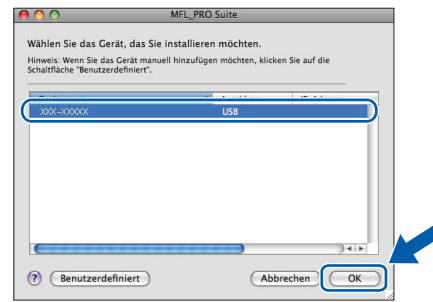 MFL_PRO Suite
Wählen Sie das Gerät, das Sie installieren möchten.
Hinweis: Wenn Sie das Gerät manuell hinzufügen möchten, klicken Sie auf die
Schaltfläche "Benutzerdefiniert".
XXX-XXXXX USB
? Benutzerdefiniert Abbrechen OK